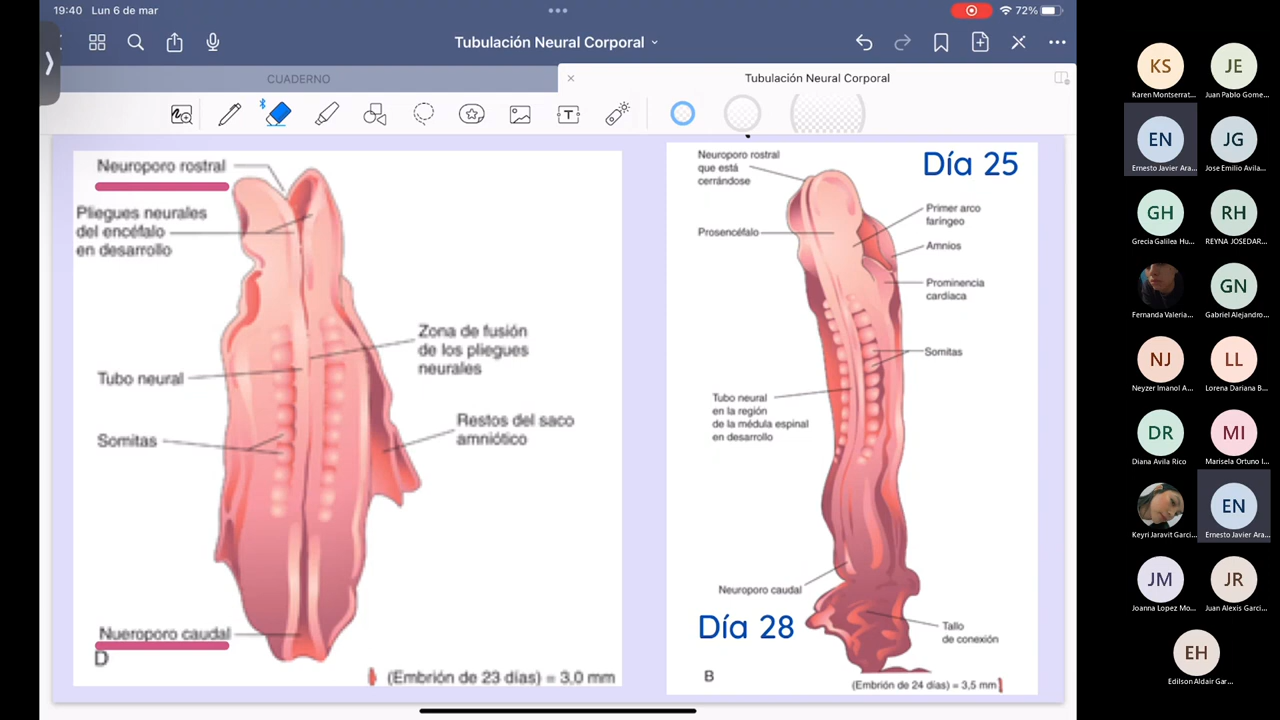 19:40 Lun 6 de mar
72%
Tubulación Neural Corporal
CUADERNO
Tubulación Neural Corporal
Neuroporo rostral
Pliegues neurales
del encéfalo
en desarrollo
Zona de fusión
de los pliegues
neurales
Tubo neural
Restos del saco
amniótico
Somitas
Nueroporo caudal
D
(Embrión de 23 días) = 3,0 mm
Neuroporo rostral
que está
cerrándose
Día 25
Primer arco
faríngeo
Prosencéfalo
Amnios
Prominencia
cardíaca
Somitas
Tubo neural
en la región
de la médula espinal
en desarrollo
Neuroporo caudal
Día 28
Tallo
de conexión
B
(Embrión de 24 días) = 3,5 mm
KS
Karen Montserrat...
JE
Juan Pablo Gome...
EN
Ernesto Javier Ara...
JG
Jose Emilio Avila...
GH
Grecia Galilea Hu...
RH
REYNA JOSEDAR...
Fernanda Valeria...
GN
Gabriel Alejandro...
NJ
Neyzer Imanol A...
LL
Lorena Dariana B...
DR
Diana Avila Rico
MI
Marisela Ortuno I...
Keyri Jaravit Garci...
EN
Ernesto Javier Ara...
JM
Joanna Lopez Mo...
JR
Juan Alexis Garci...
EH
Edilson Aldair Gar...